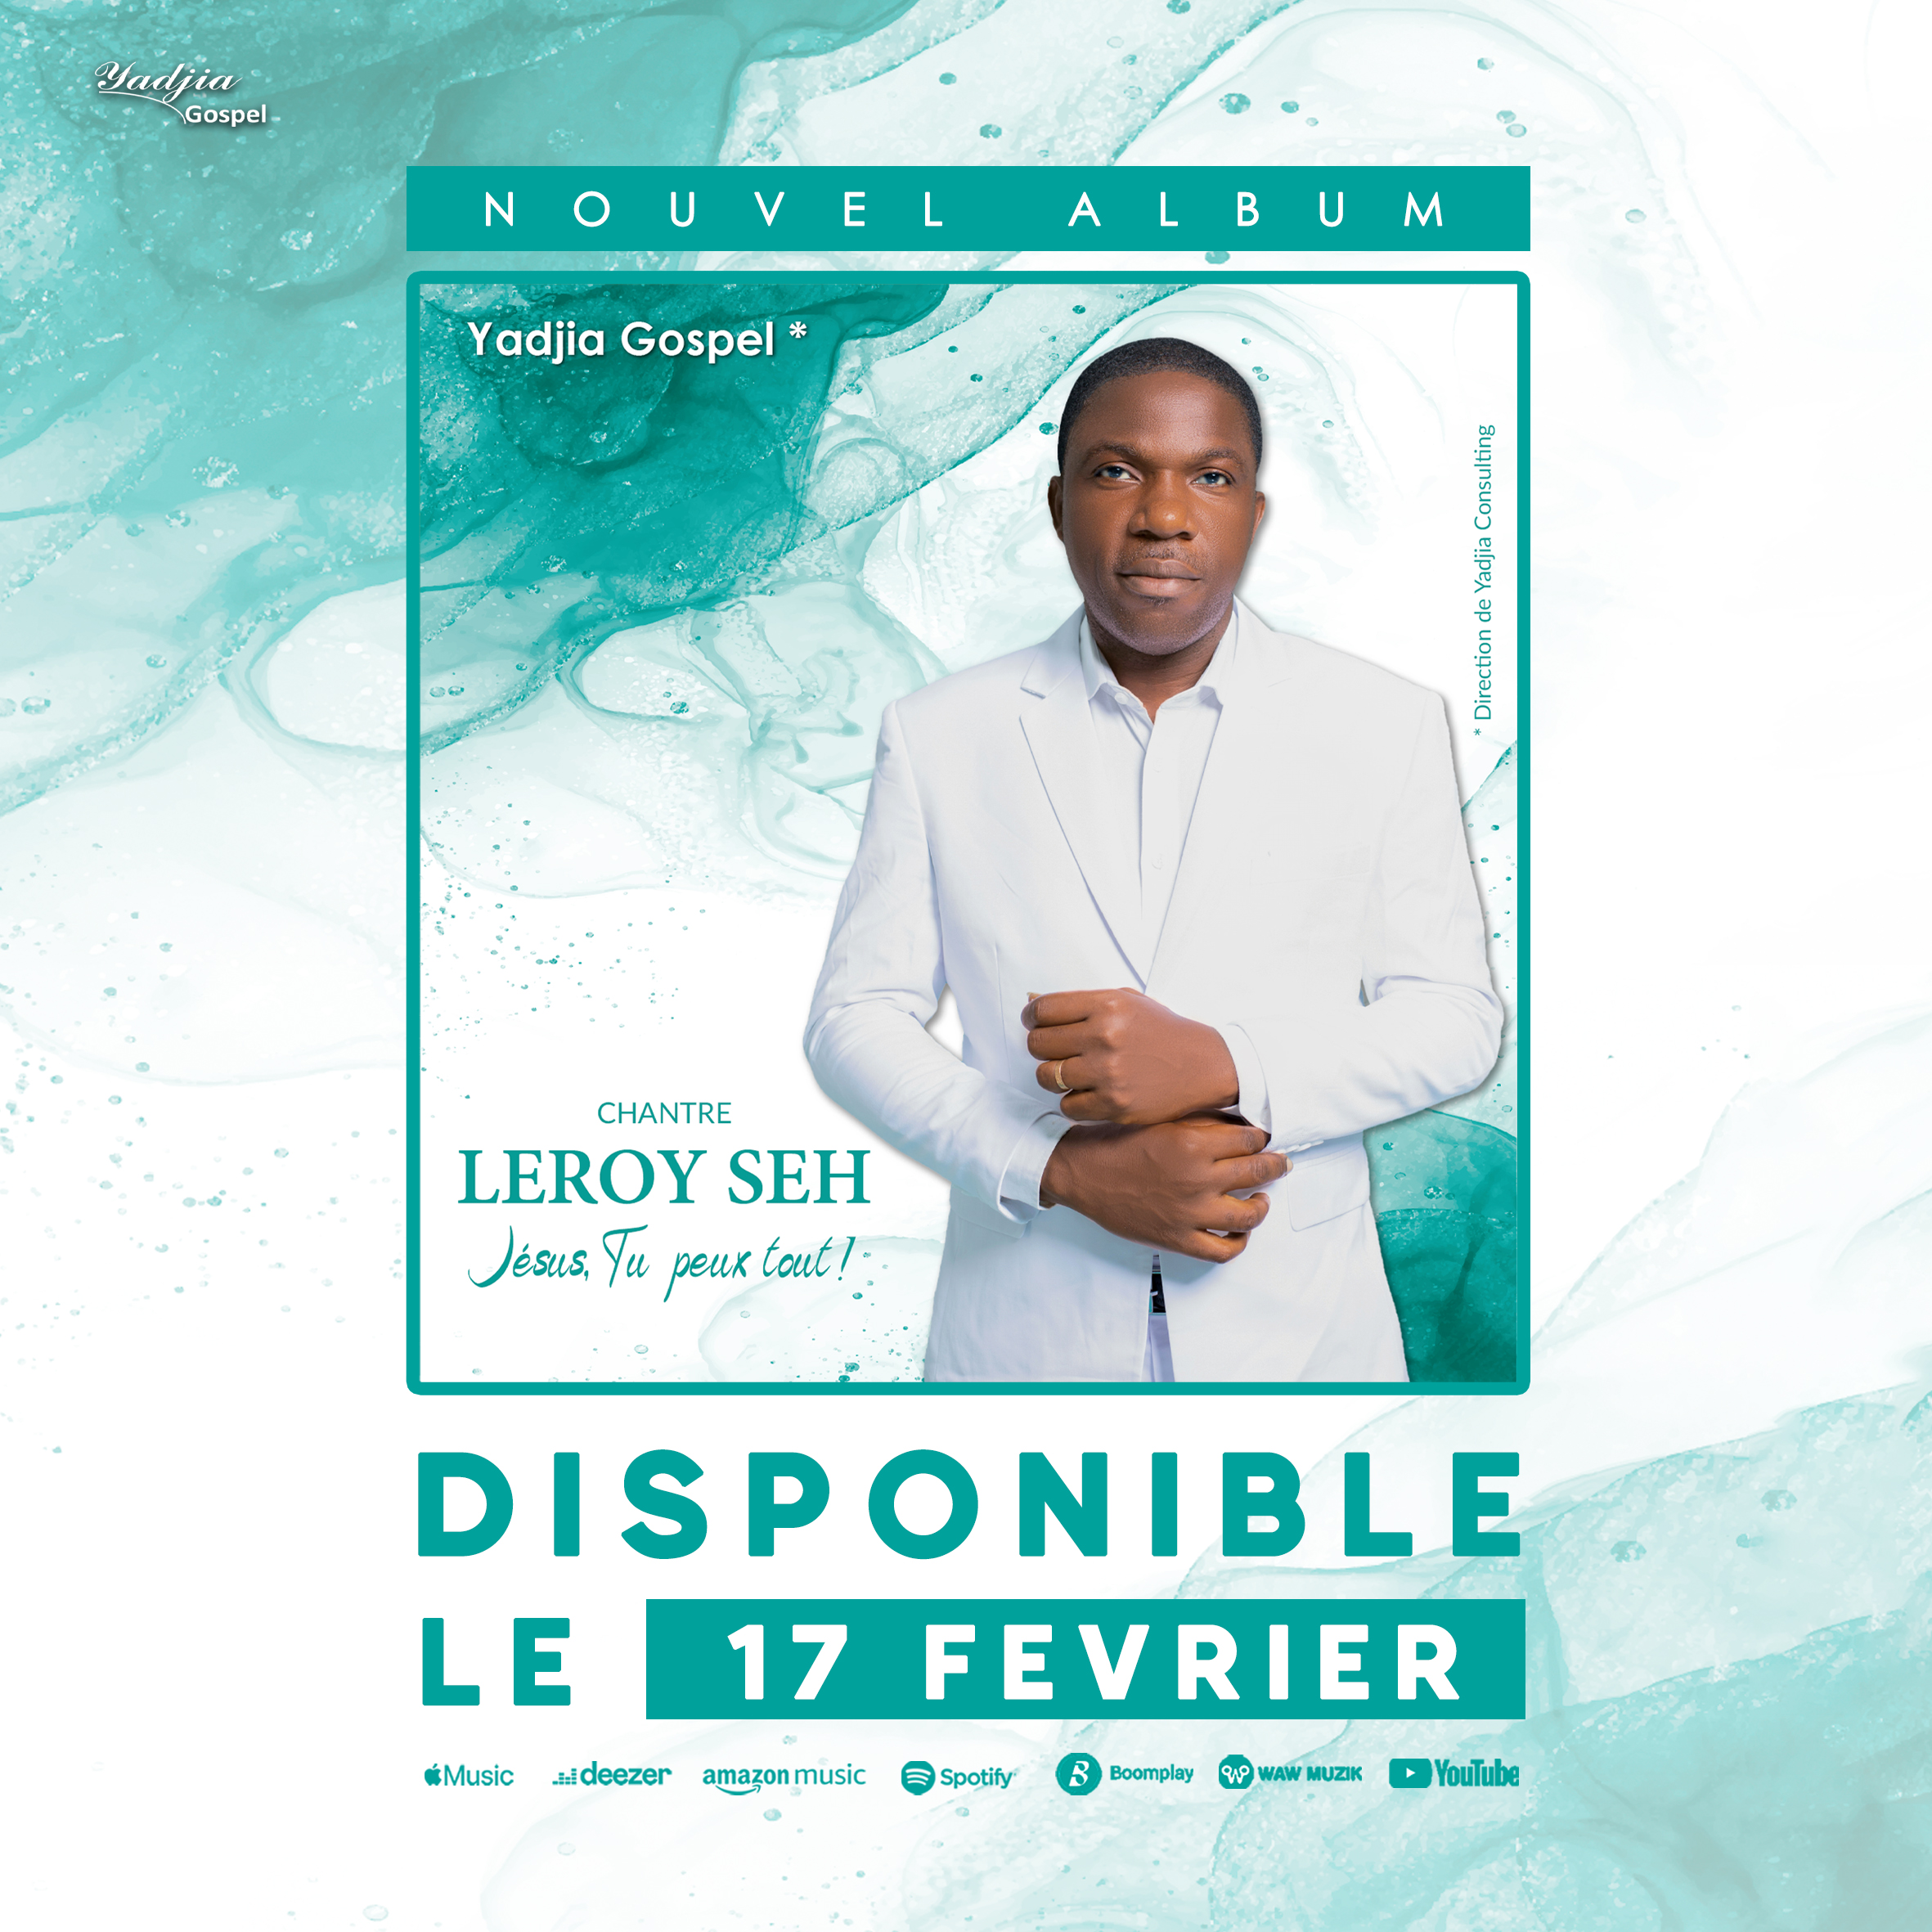 Yadjia
Gospel
NOUVEL ALBUM
Yadjia Gospel *
* Direction de Yadjia Consulting
CHANTRE
LEROY SEH
Jésus, Tu peux tout !
DISPONIBLE
LE 17 FEVRIER
Music deezer amazon music Spotify B Boomplay WAW MUZIK YouTube